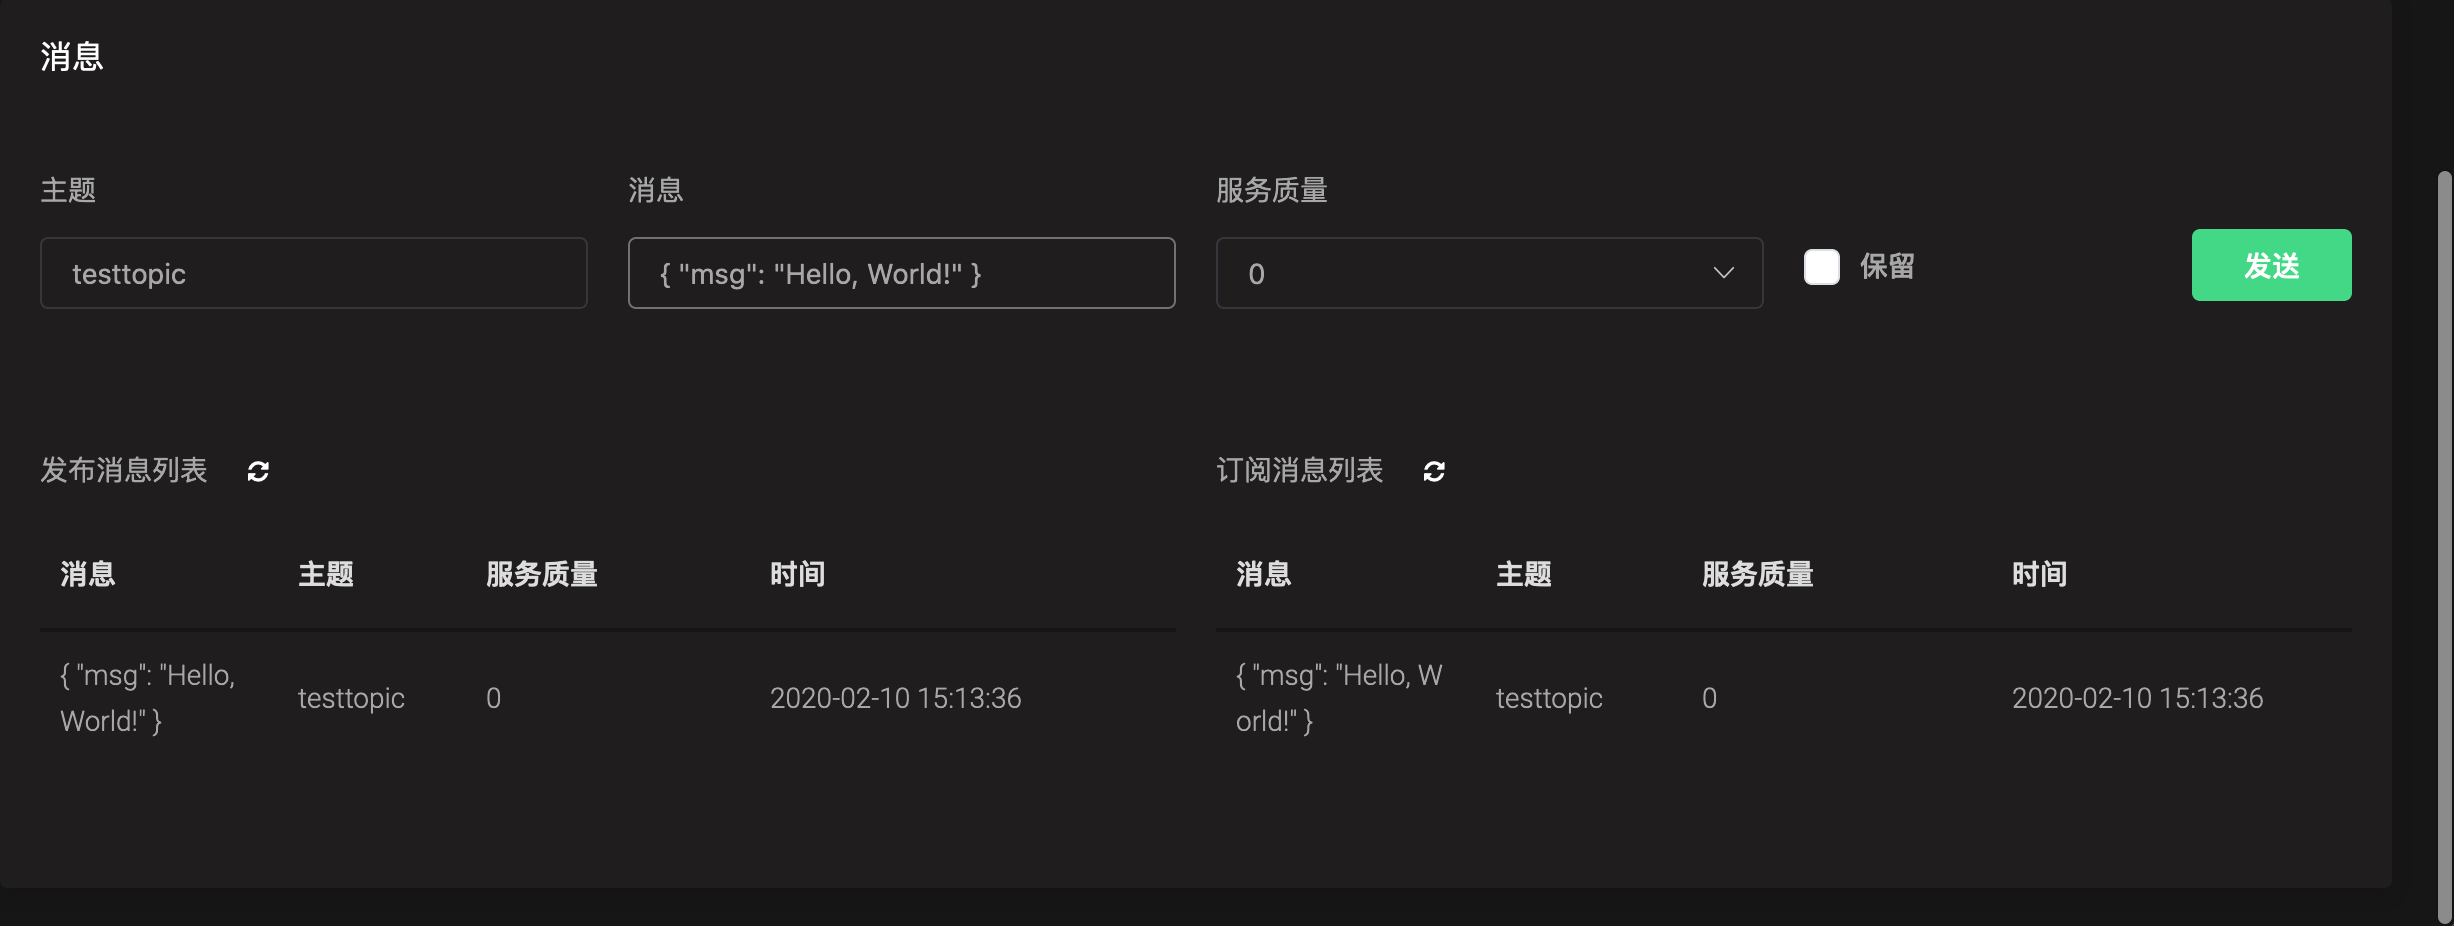 消息
主题
消息
服务质量
testtopic
{ "msg": "Hello, World!" }
0
保留
发送
发布消息列表
订阅消息列表
消息 主题 服务质量 时间
{ "msg": "Hello,
World!" }
testtopic 0 2020-02-10 15:13:36
消息 主题 服务质量 时间
{ "msg": "Hello, W
orld!" }
testtopic 0 2020-02-10 15:13:36